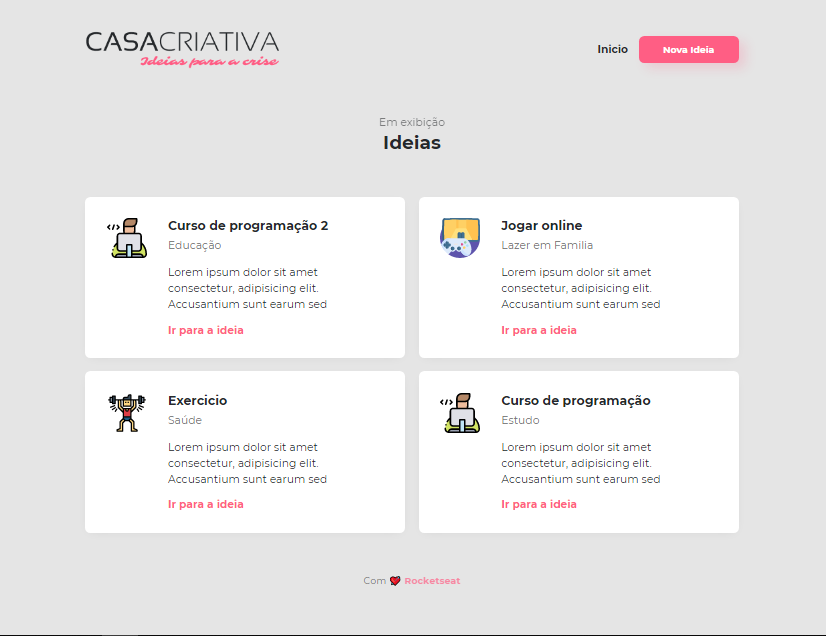 CASACRIATIVA
Ideias para a crise
Inicio
Nova Ideia
Em exibição
Ideias
Curso de programação 2
Educação
Lorem ipsum dolor sit amet
consectetur, adipisicing elit.
Accusantium sunt earum sed
Ir para a ideia
Jogar online
Lazer em Familia
Lorem ipsum dolor sit amet
consectetur, adipisicing elit.
Accusantium sunt earum sed
Ir para a ideia
Exercicio
Saúde
Lorem ipsum dolor sit amet
consectetur, adipisicing elit.
Accusantium sunt earum sed
Ir para a ideia
Curso de programação
Estudo
Lorem ipsum dolor sit amet
consectetur, adipisicing elit.
Accusantium sunt earum sed
Ir para a ideia
Com ❤ Rocketseat